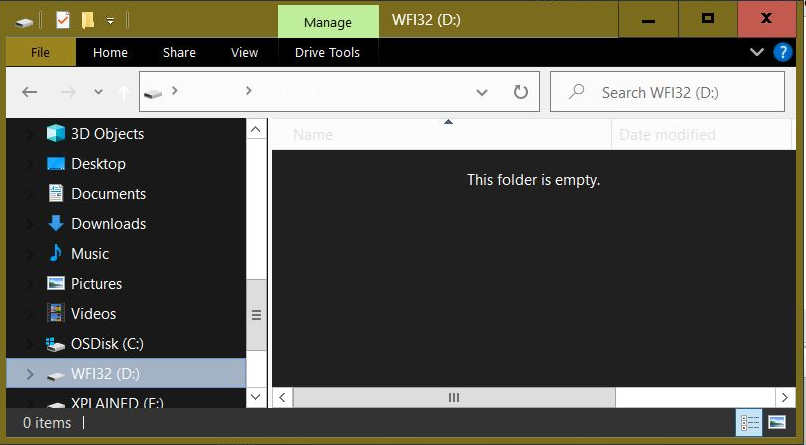 Manage
WFI32 (D:)
File
Home
Share
View
Drive Tools
Search WFI32 (D:)
3D Objects
Desktop
Documents
Downloads
Music
Pictures
Videos
OSDisk (C:)
WFI32 (D:)
XPLAINED (E:)
Name
Date modified
This folder is empty.
0 items